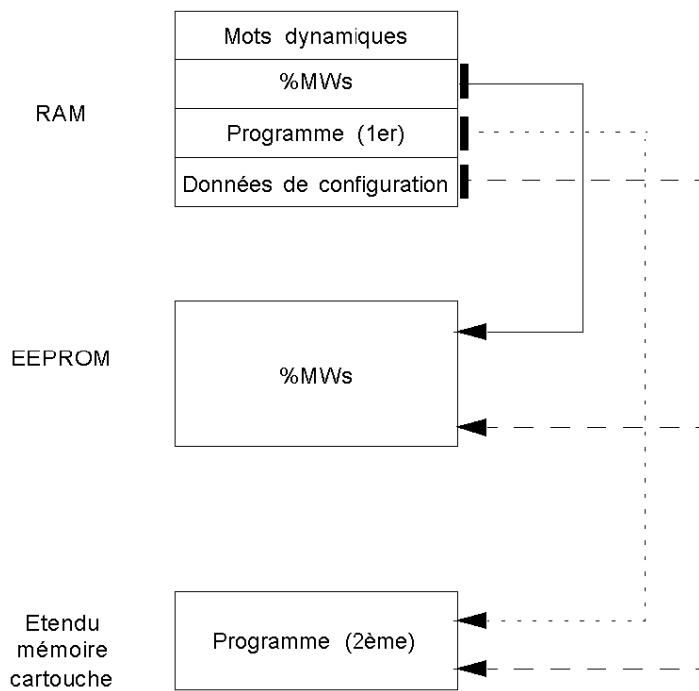 Mots dynamiques
%MWs
RAM
Programme (1er)
Données de configuration
EEPROM
%MWs
Etendu
mémoire
cartouche
Programme (2ème)